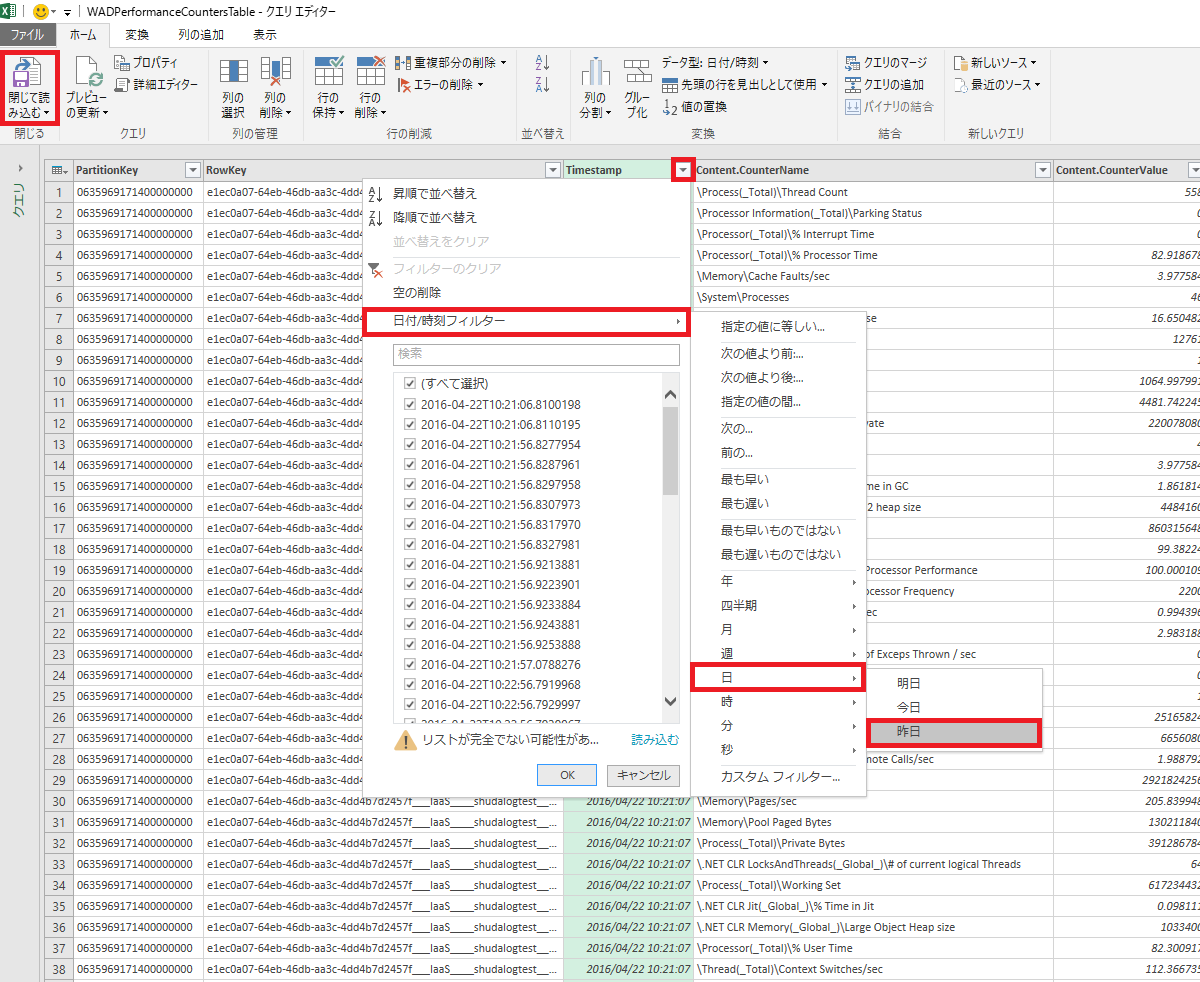 WADPerformanceCountersTable - クエリ エディター
ファイル ホーム 変換 列の追加 表示
閉じて読み込む
プレビューの更新
プロパティ
詳細エディター
列の選択
列の削除
行の保持
行の削除
重複部分の削除
エラーの削除
列の分割
グループ化
データ型: 日付/時刻
先頭の行を見出しとして使用
値の置換
クエリのマージ
クエリの追加
バイナリの結合
新しいソース
最近のソース
閉じる クエリ 列の管理 行の削減 並べ替え 変換 結合 新しいクエリ
クエリ
PartitionKey RowKey Timestamp Content.CounterName Content.CounterValue
1 0635969171400000000 e1ec0a07-64eb-46db-aa3c-4dd4 \Process(_Total)\Thread Count 558
2 0635969171400000000 e1ec0a07-64eb-46db-aa3c-4dd4 \Processor Information(_Total)\Parking Status 0
3 0635969171400000000 e1ec0a07-64eb-46db-aa3c-4dd4 \Processor(_Total)\% Interrupt Time 0
4 0635969171400000000 e1ec0a07-64eb-46db-aa3c-4dd4 \Processor(_Total)\% Processor Time 82.918678
5 0635969171400000000 e1ec0a07-64eb-46db-aa3c-4dd4 \Memory\Cache Faults/sec 3.977584
6 0635969171400000000 e1ec0a07-64eb-46db-aa3c-4dd4 \System\Processes 46
7 0635969171400000000 e1ec0a07-64eb-46db-aa3c-4dd4 se 16.650482
8 0635969171400000000 e1ec0a07-64eb-46db-aa3c-4dd4 12761
9 0635969171400000000 e1ec0a07-64eb-46db-aa3c-4dd4 1
10 0635969171400000000 e1ec0a07-64eb-46db-aa3c-4dd4 1064.997991
11 0635969171400000000 e1ec0a07-64eb-46db-aa3c-4dd4 4481.742245
12 0635969171400000000 e1ec0a07-64eb-46db-aa3c-4dd4 vate 220078080
13 0635969171400000000 e1ec0a07-64eb-46db-aa3c-4dd4 4
14 0635969171400000000 e1ec0a07-64eb-46db-aa3c-4dd4 3.977584
15 0635969171400000000 e1ec0a07-64eb-46db-aa3c-4dd4 me in GC 1.861814
16 0635969171400000000 e1ec0a07-64eb-46db-aa3c-4dd4 2 heap size 4484160
17 0635969171400000000 e1ec0a07-64eb-46db-aa3c-4dd4 860315648
18 0635969171400000000 e1ec0a07-64eb-46db-aa3c-4dd4 99.38224
19 0635969171400000000 e1ec0a07-64eb-46db-aa3c-4dd4 Processor Performance 100.000109
20 0635969171400000000 e1ec0a07-64eb-46db-aa3c-4dd4 ocessor Frequency 2200
21 0635969171400000000 e1ec0a07-64eb-46db-aa3c-4dd4 ec 0.994396
22 0635969171400000000 e1ec0a07-64eb-46db-aa3c-4dd4 2.983188
23 0635969171400000000 e1ec0a07-64eb-46db-aa3c-4dd4 of Exceps Thrown / sec 0
24 0635969171400000000 e1ec0a07-64eb-46db-aa3c-4dd4 0
25 0635969171400000000 e1ec0a07-64eb-46db-aa3c-4dd4 1
26 0635969171400000000 e1ec0a07-64eb-46db-aa3c-4dd4 25165824
27 0635969171400000000 e1ec0a07-64eb-46db-aa3c-4dd4 6656080
28 0635969171400000000 e1ec0a07-64eb-46db-aa3c-4dd4 mote Calls/sec 1.988792
29 0635969171400000000 e1ec0a07-64eb-46db-aa3c-4dd4 2921824256
30 0635969171400000000 e1ec0a07-64eb-46db-aa3c-4dd4b7d2457f___IaaS____shudalogtest__... 2016/04/22 10:21:07 \Memory\Pages/sec 205.839948
31 0635969171400000000 e1ec0a07-64eb-46db-aa3c-4dd4b7d2457f___IaaS____shudalogtest__... 2016/04/22 10:21:07 \Memory\Pool Paged Bytes 130211840
32 0635969171400000000 e1ec0a07-64eb-46db-aa3c-4dd4b7d2457f___IaaS____shudalogtest__... 2016/04/22 10:21:07 \Process(_Total)\Private Bytes 391286784
33 0635969171400000000 e1ec0a07-64eb-46db-aa3c-4dd4b7d2457f___IaaS____shudalogtest__... 2016/04/22 10:21:07 \.NET CLR LocksAndThreads(_Global_)\# of current logical Threads 64
34 0635969171400000000 e1ec0a07-64eb-46db-aa3c-4dd4b7d2457f___IaaS____shudalogtest__... 2016/04/22 10:21:07 \Process(_Total)\Working Set 617234432
35 0635969171400000000 e1ec0a07-64eb-46db-aa3c-4dd4b7d2457f___IaaS____shudalogtest__... 2016/04/22 10:21:07 \.NET CLR Jit(_Global_)\% Time in Jit 0.098111
36 0635969171400000000 e1ec0a07-64eb-46db-aa3c-4dd4b7d2457f___IaaS____shudalogtest__... 2016/04/22 10:21:07 \.NET CLR Memory(_Global_)\Large Object Heap size 1033400
37 0635969171400000000 e1ec0a07-64eb-46db-aa3c-4dd4b7d2457f___IaaS____shudalogtest__... 2016/04/22 10:21:07 \Processor(_Total)\% User Time 82.300917
38 0635969171400000000 e1ec0a07-64eb-46db-aa3c-4dd4b7d2457f___IaaS____shudalogtest__... 2016/04/22 10:21:07 \Thread(_Total)\Context Switches/sec 112.366735
昇順で並べ替え
降順で並べ替え
並べ替えをクリア
フィルターのクリア
空の削除
日付/時刻フィルター
検索
(すべて選択)
2016-04-22T10:21:06.8100198
2016-04-22T10:21:06.8110195
2016-04-22T10:21:56.8277954
2016-04-22T10:21:56.8287961
2016-04-22T10:21:56.8297958
2016-04-22T10:21:56.8307973
2016-04-22T10:21:56.8317970
2016-04-22T10:21:56.8327981
2016-04-22T10:21:56.9213881
2016-04-22T10:21:56.9223901
2016-04-22T10:21:56.9233884
2016-04-22T10:21:56.9243881
2016-04-22T10:21:56.9253888
2016-04-22T10:21:57.0788276
2016-04-22T10:22:56.7919968
2016-04-22T10:22:56.7929997
リストが完全でない可能性があ... 読み込む
OK キャンセル
指定の値に等しい...
次の値より前:...
次の値より後:...
指定の値の間...
次の...
前の...
最も早い
最も遅い
最も早いものではない
最も遅いものではない
年
四半期
月
週
日
時
分
秒
カスタム フィルター...
明日
今日
昨日